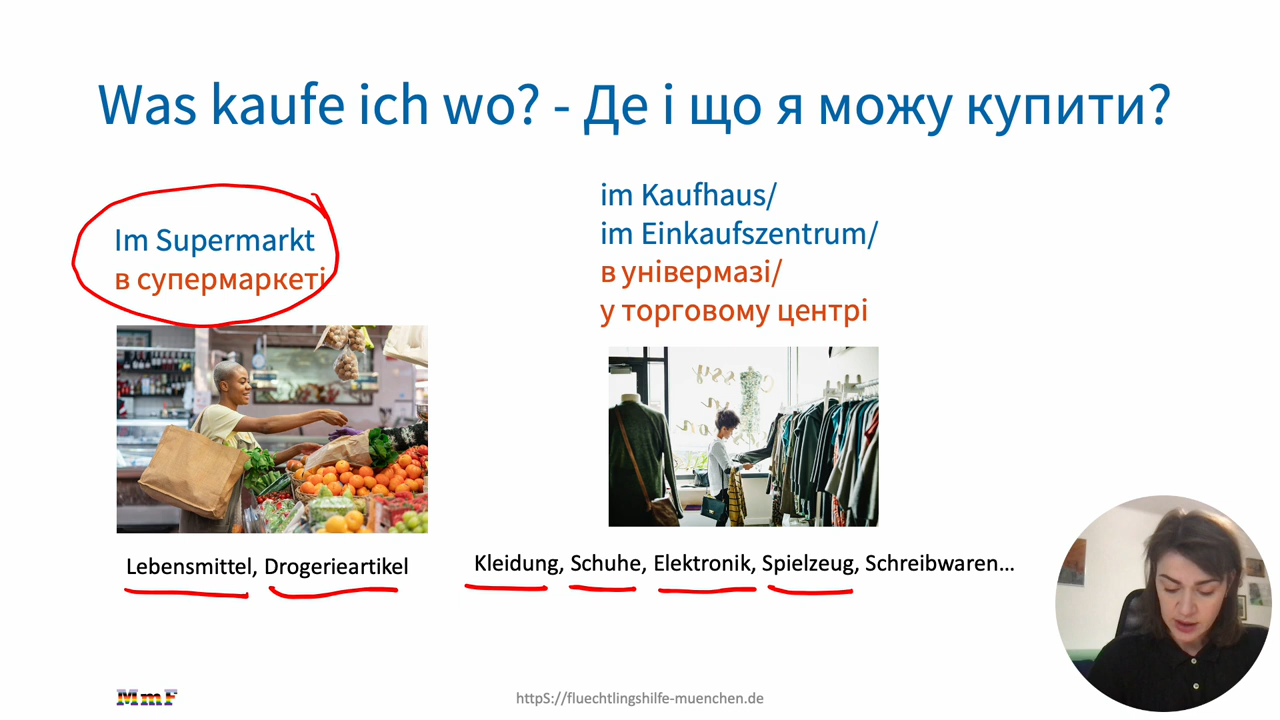 Was kaufe ich wo? - Де і що я можу купити?
Im Supermarkt
в супермаркеті
im Kaufhaus/
im Einkaufszentrum/
в універмазі/
у торговому центрі
Lebensmittel, Drogerieartikel
Kleidung, Schuhe, Elektronik, Spielzeug, Schreibwaren...
MmF
httpS://fluechtlingshilfe-muenchen.de